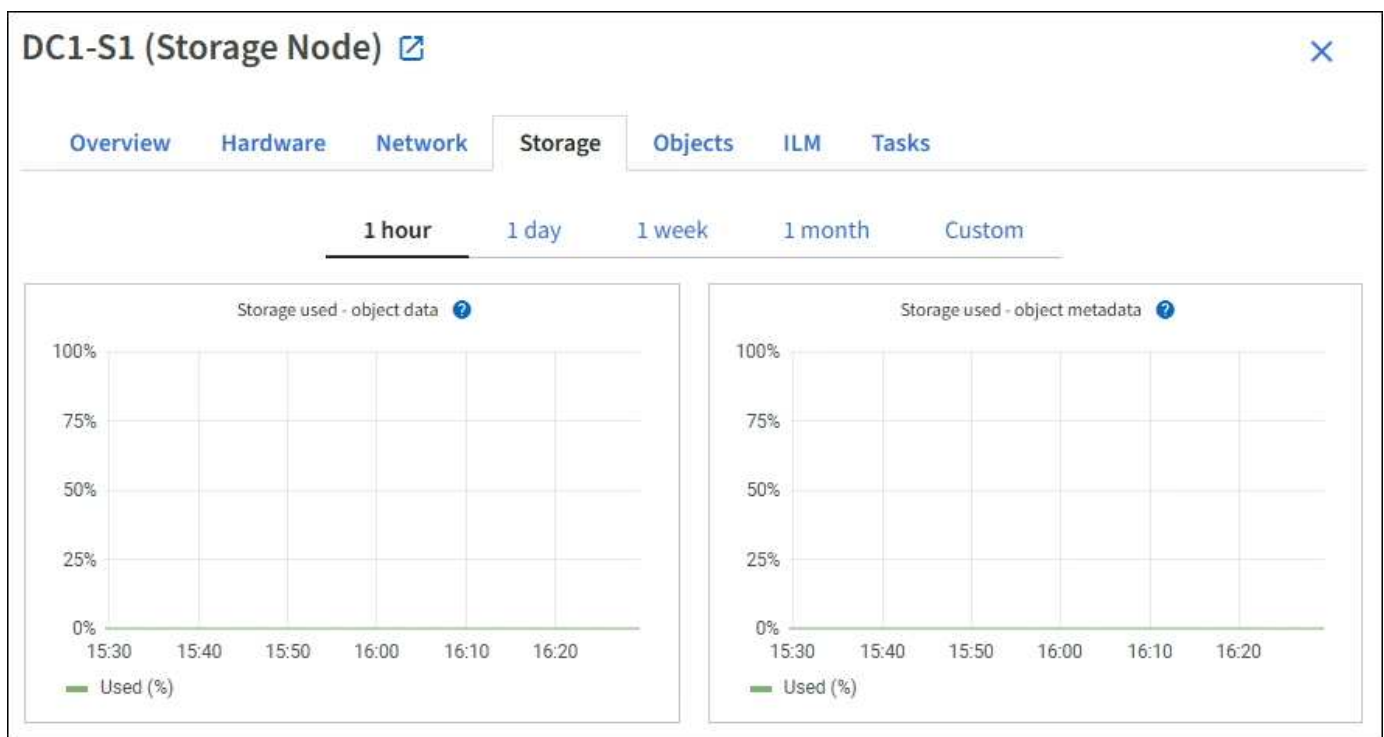 DC1-S1 (Storage Node)
Overview Hardware Network Storage Objects ILM Tasks
1 hour 1 day 1 week 1 month Custom
Storage used - object data ?
100%
75%
50%
25%
0%
15:30 15:40 15:50 16:00 16:10 16:20
Used (%)
Storage used - object metadata ?
100%
75%
50%
25%
0%
15:30 15:40 15:50 16:00 16:10 16:20
Used (%)